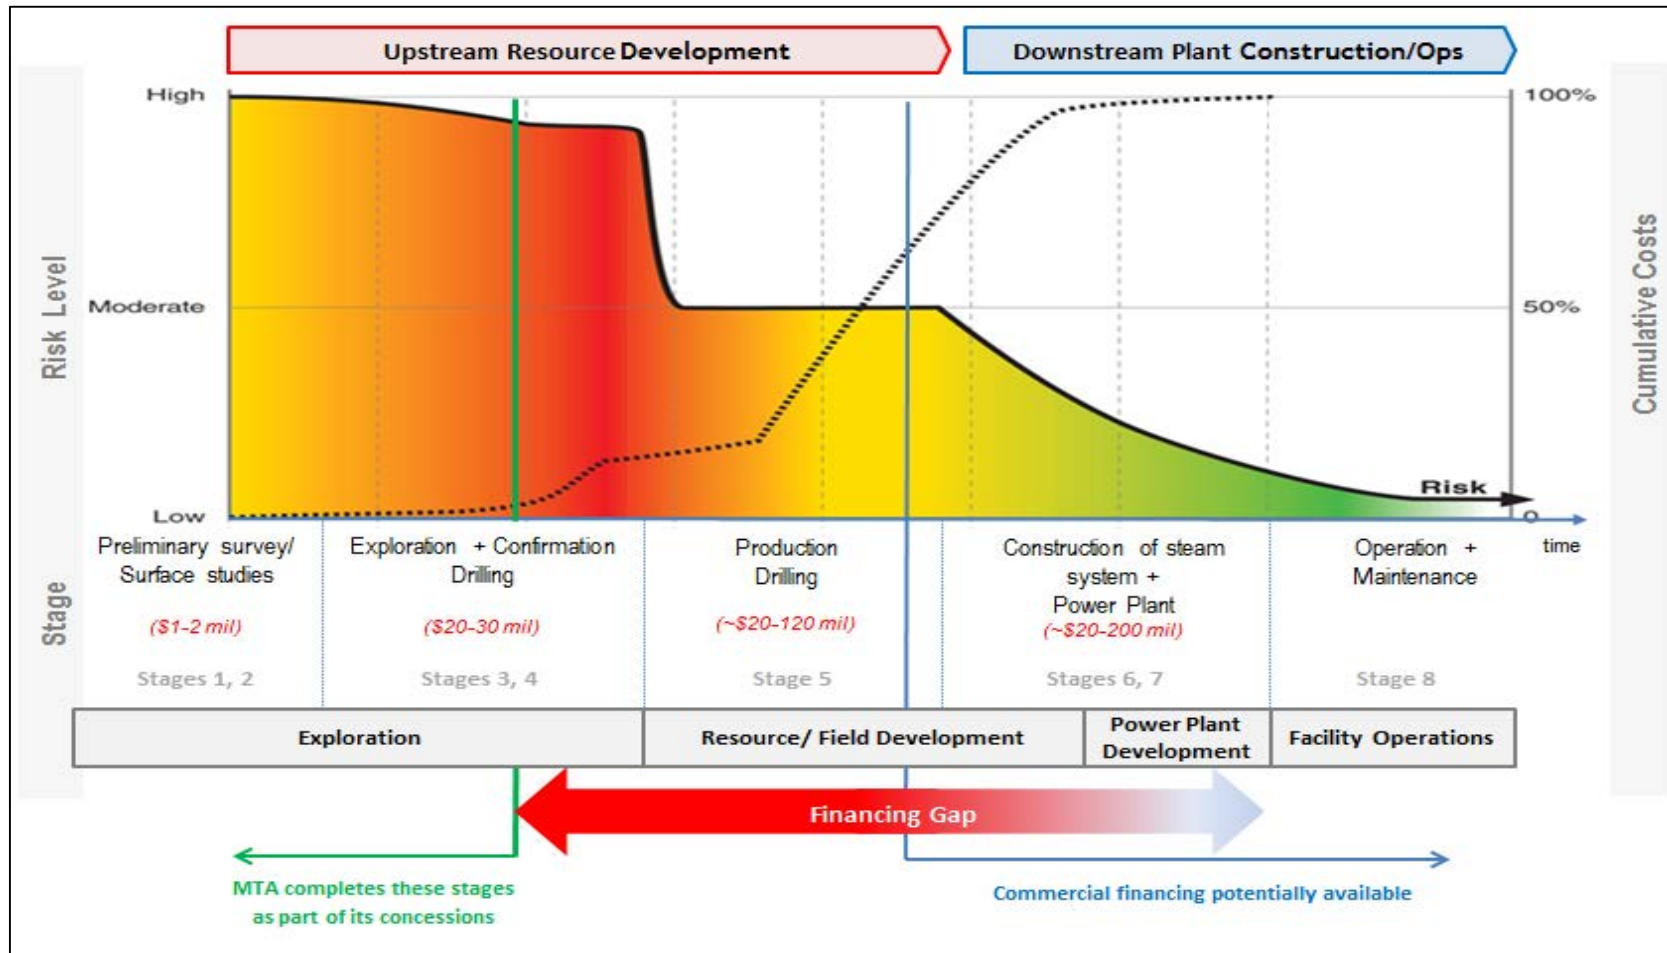 Upstream Resource Development
Downstream Plant Construction/Ops
High
100%
Moderate
50%
Low
0
Risk Level
Cumulative Costs
Risk
time
Stage
Preliminary survey/
Surface studies
($1-2 mil)
Stages 1, 2
Exploration + Confirmation
Drilling
($20-30 mil)
Stages 3, 4
Production
Drilling
(~$20-120 mil)
Stage 5
Construction of steam
system +
Power Plant
(~$20-200 mil)
Stages 6, 7
Operation +
Maintenance
Stage 8
Exploration
Resource/ Field Development
Power Plant
Development
Facility Operations
Financing Gap
MTA completes these stages
as part of its concessions
Commercial financing potentially available